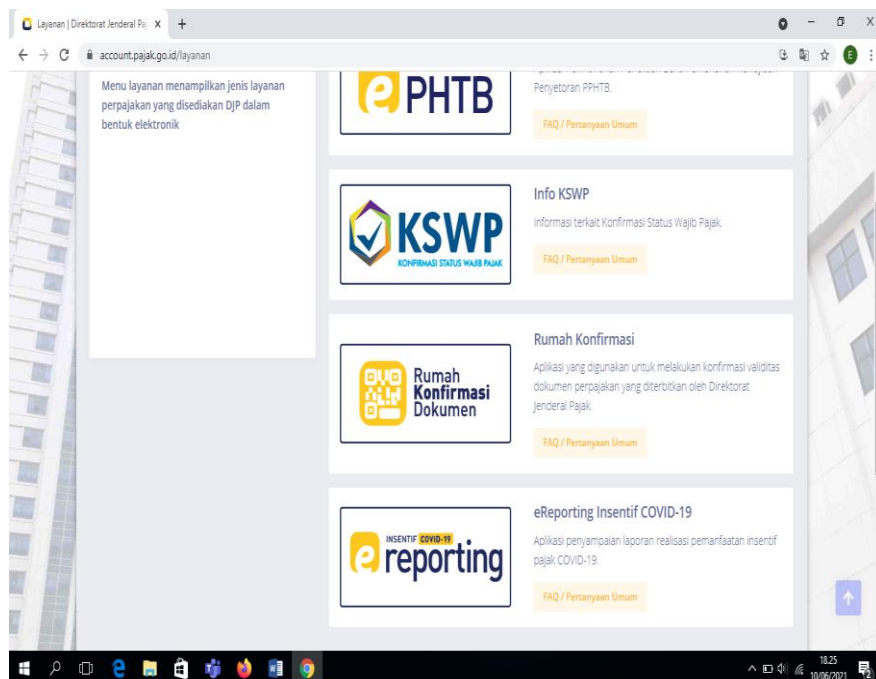 Layanan | Direktorat Jenderal Pa
account.pajak.go.id/layanan
E
Menu layanan menampilkan jenis layanan
perpajakan yang disediakan DJP dalam
bentuk elektronik
e PHTB
Penyetoran PPHTB.
FAQ / Pertanyaan Umum
KSWP
KONFIRMASI STATUS WAJIB PAJAK
Info KSWP
Informasi terkait Konfirmasi Status Wajib Pajak.
FAQ / Pertanyaan Umum
Rumah
Konfirmasi
Dokumen
Rumah Konfirmasi
Aplikasi yang digunakan untuk melakukan konfirmasi validitas
dokumen perpajakan yang diterbitkan oleh Direktorat
Jenderal Pajak.
FAQ / Pertanyaan Umum
INSENTIF COVID-19
e reporting
eReporting Insentif COVID-19
Aplikasi penyampaian laporan realisasi pemanfaatan insentif
pajak COVID-19.
FAQ / Pertanyaan Umum
18.25
10/06/2021
2